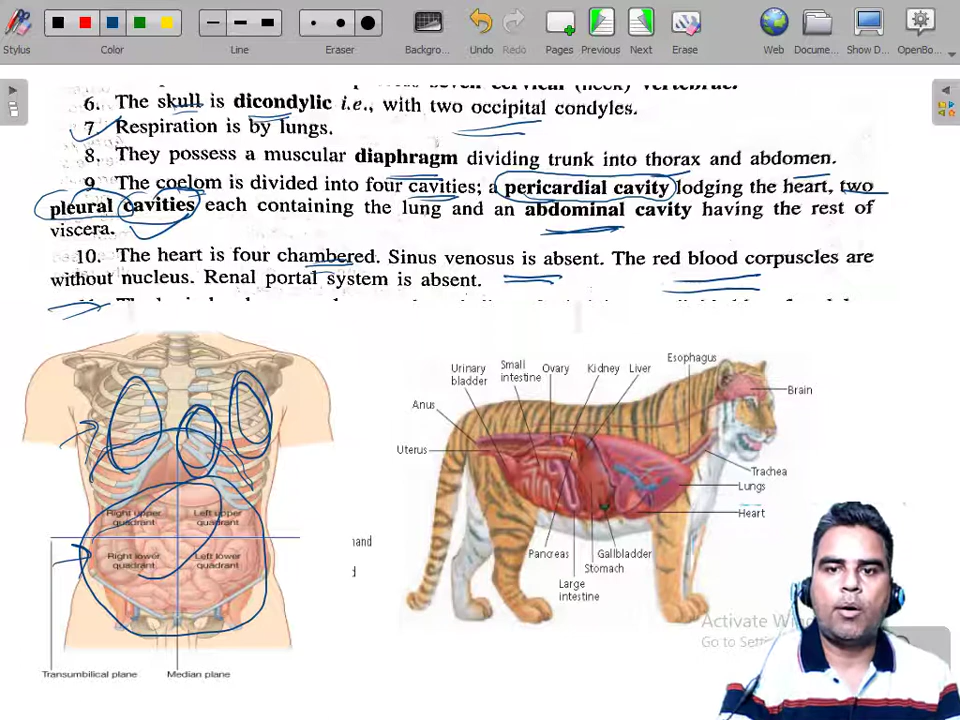 Stylus
Color
Line
Eraser
Backgro...
Undo
Redo
Pages
Previous
Next
Erase
Web
Docume...
Show D...
OpenBo...
6. The skull is dicondylic i.e., with two occipital condyles.
7. Respiration is by lungs.
8. They possess a muscular diaphragm dividing trunk into thorax and abdomen.
9. The coelom is divided into four cavities; a pericardial cavity lodging the heart, two
pleural cavities each containing the lung and an abdominal cavity having the rest of
viscera.
10. The heart is four chambered. Sinus venosus is absent. The red blood corpuscles are
without nucleus. Renal portal system is absent.
Right upper
quadrant
Left upper
quadrant
Right lower
quadrant
Left lower
quadrant
Transumbilical plane
Median plane
Urinary
bladder
Small
intestine
Ovary
Kidney
Liver
Esophagus
Brain
Anus
Uterus
Trachea
Lungs
Heart
Pancreas
Gallbladder
Stomach
Large
intestine
Activate Win
Go to Setti